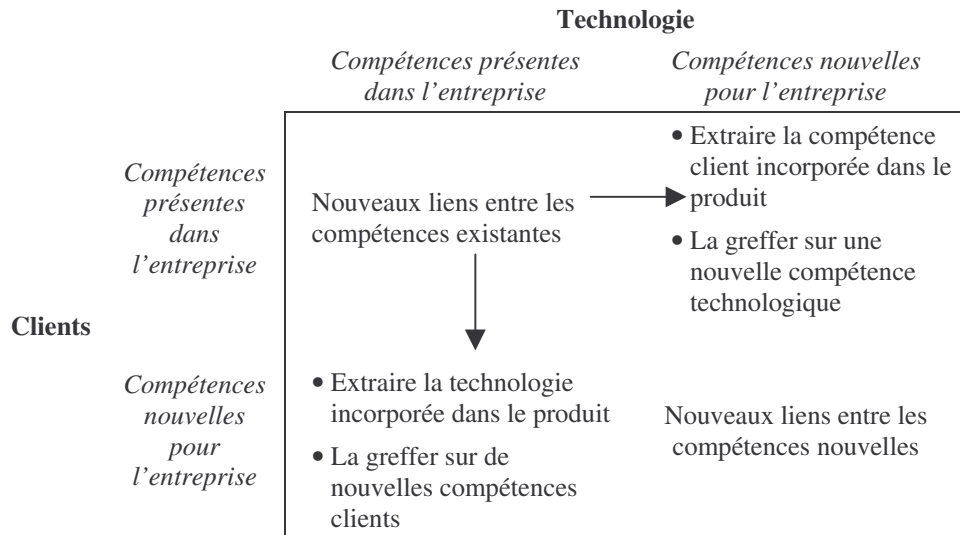 Technologie
Compétences présentes
dans l'entreprise
Compétences nouvelles
pour l'entreprise
Compétences
présentes
dans
l'entreprise
Nouveaux liens entre les
compétences existantes
• Extraire la compétence
client incorporée dans le
produit
• La greffer sur une
nouvelle compétence
technologique
Clients
Compétences
nouvelles
pour
l'entreprise
• Extraire la technologie
incorporée dans le produit
• La greffer sur de
nouvelles compétences
clients
Nouveaux liens entre les
compétences nouvelles